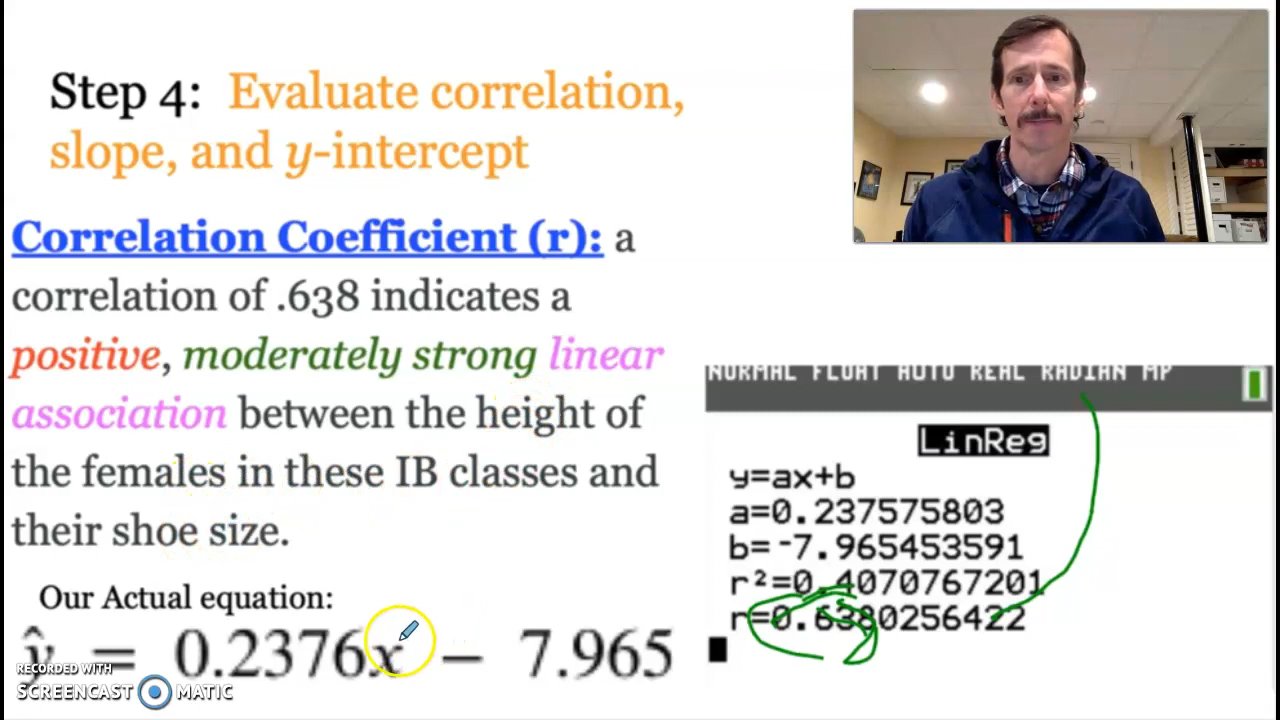 Step 4: Evaluate correlation,
slope, and y-intercept
Correlation Coefficient (r): a
correlation of .638 indicates a
positive, moderately strong linear
association between the height of
the females in these IB classes and
their shoe size.
Our Actual equation:
ŷ = 0.2376x − 7.965
NORMAL FLOAT AUTO REAL RADIAN MP
LinReg
y=ax+b
a=0.237575803
b=-7.965453591
r²=0.4070767201
r=0.6380256422
RECORDED WITH
SCREENCAST MATIC